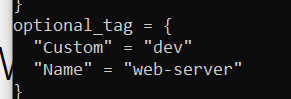 }
optional_tag = {
  "Custom" = "dev"
  "Name" = "web-server"
}